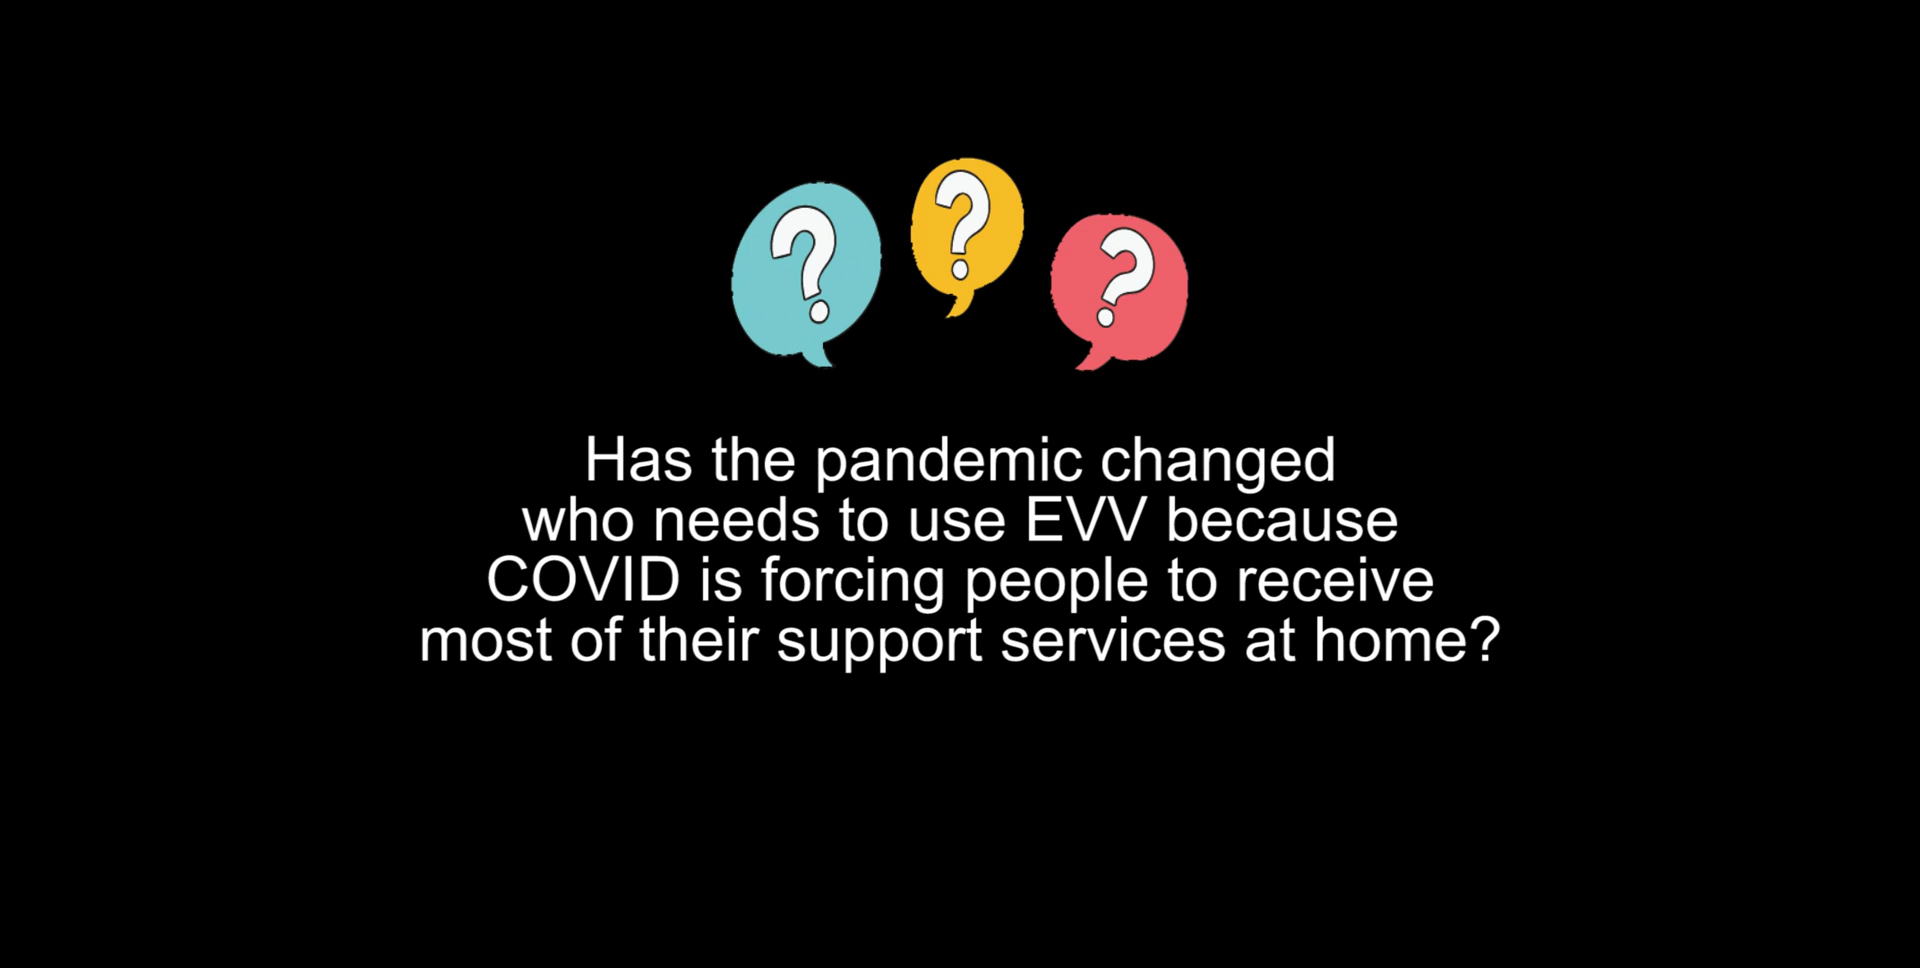 ? ? ?
Has the pandemic changed
who needs to use EVV because
COVID is forcing people to receive
most of their support services at home?